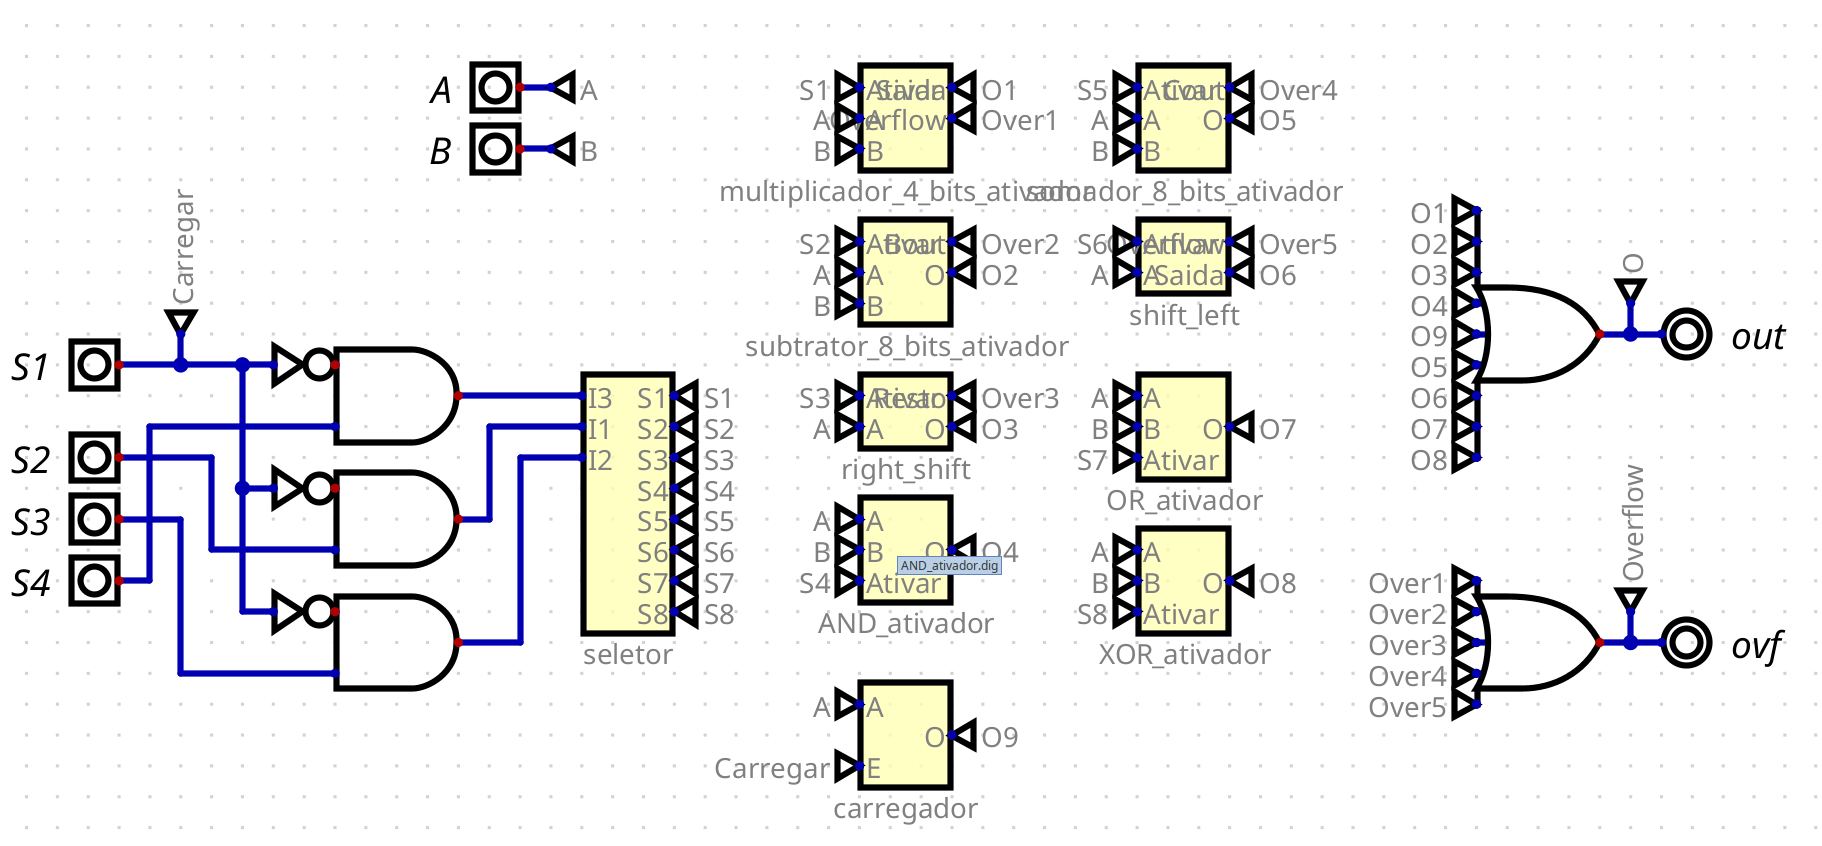 A
A
B
B
Carregar
S1
S2
S3
S4
I3
I1
I2
S1
S2
S3
S4
S5
S6
S7
S8
S1
S2
S3
S4
S5
S6
S7
S8
seletor
S1
A
B
Ativar
A
B
Saida
Overflow
O1
Over1
multiplicador_4_bits_ativador
S5
A
B
Ativar
A
B
Cout
O
Over4
O5
somador_8_bits_ativador
S2
A
B
Ativar
A
B
Bout
O
Over2
O2
subtrator_8_bits_ativador
S6
A
Ativar
A
Overflow
Saida
Over5
O6
shift_left
S3
A
Ativar
A
Resto
O
Over3
O3
right_shift
A
B
S7
A
B
Ativar
O
O7
OR_ativador
A
B
S4
A
B
Ativar
O
O4
AND_ativador.dig
AND_ativador
A
B
S8
A
B
Ativar
O
O8
XOR_ativador
A
Carregar
A
E
O
O9
carregador
O1
O2
O3
O4
O9
O5
O6
O7
O8
O
out
Over1
Over2
Over3
Over4
Over5
Overflow
ovf